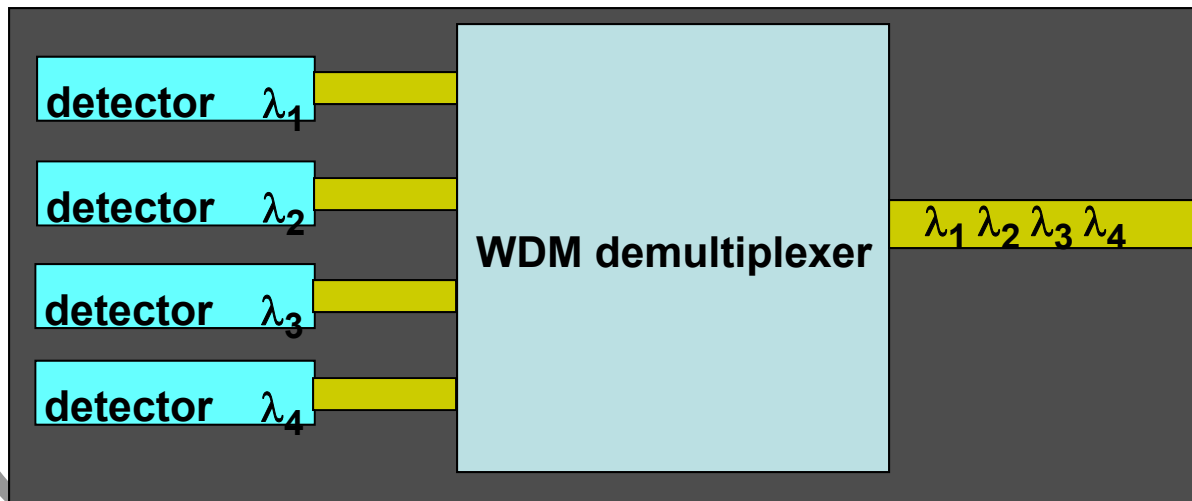 detector λ₁
detector λ₂
WDM demultiplexer
λ₁ λ₂ λ₃ λ₄
detector λ₃
detector λ₄